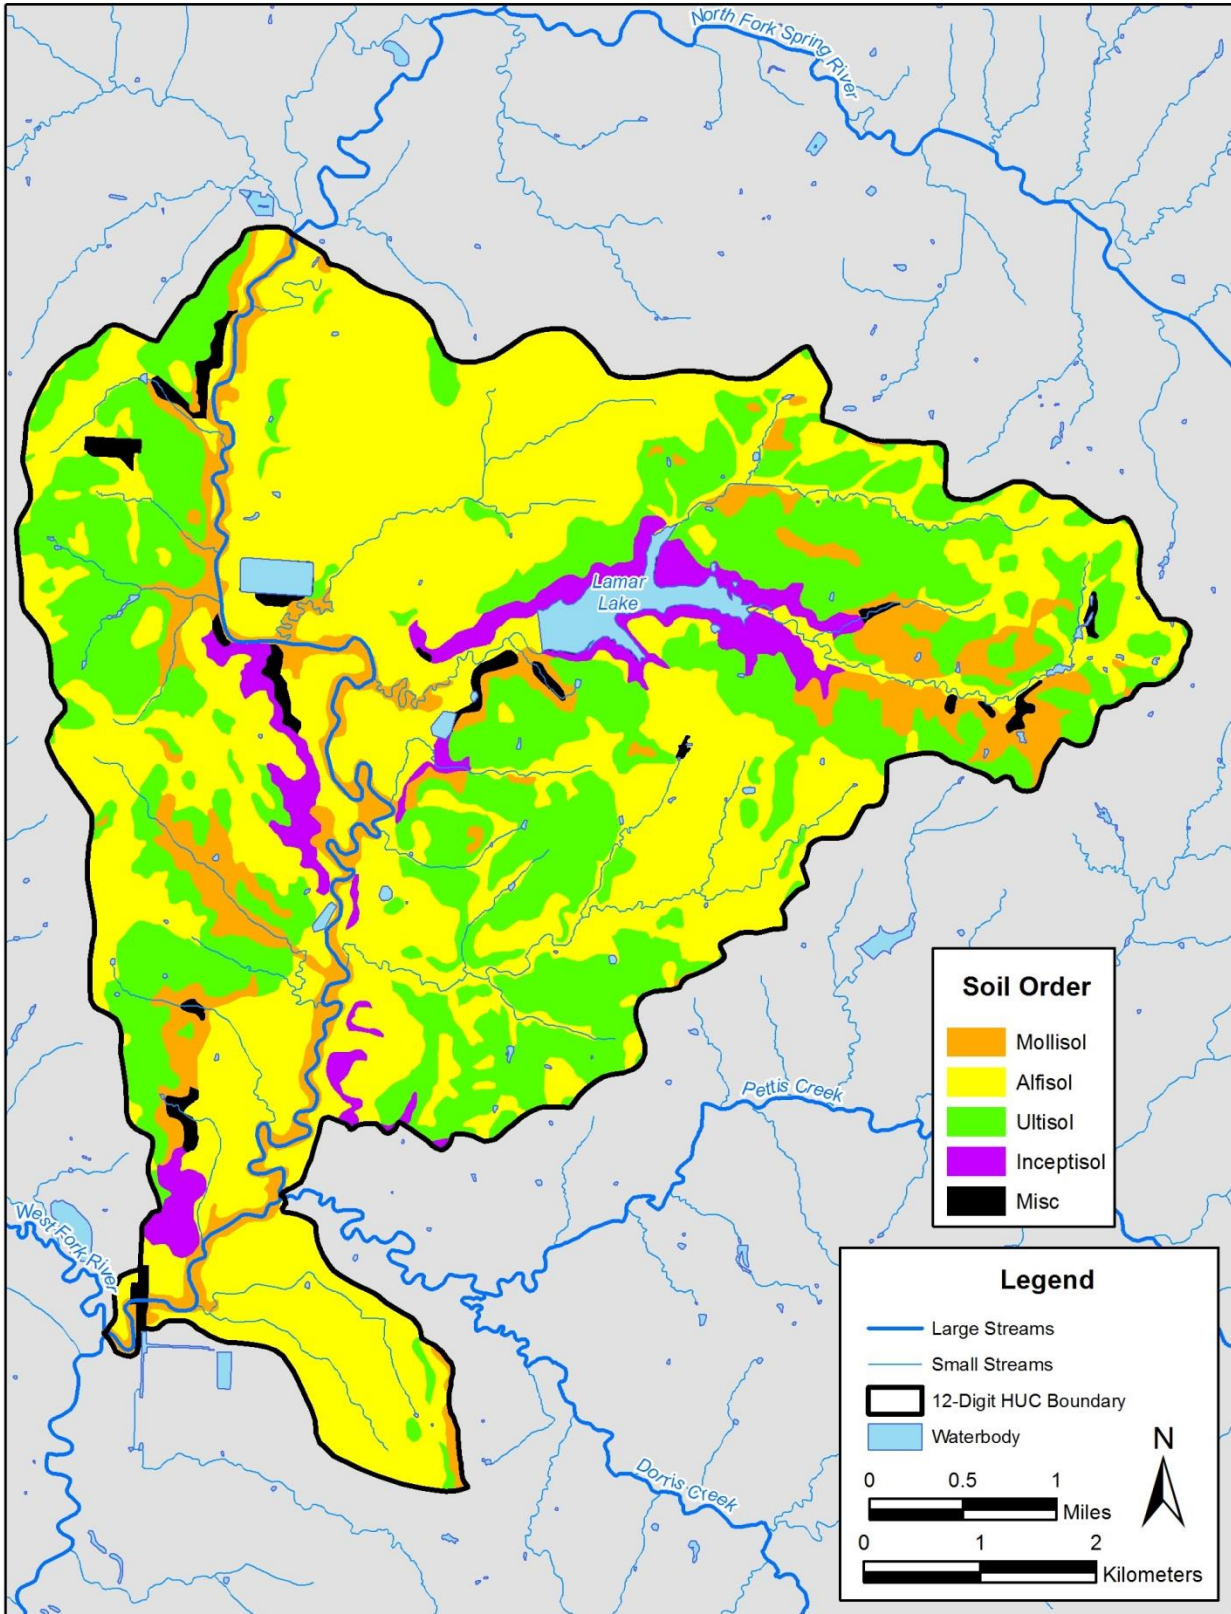 North Fork Spring River
Lamar
Lake
Soil Order
Mollisol
Alfisol
Ultisol
Inceptisol
Misc
Pettis Creek
West Fork River
Legend
Large Streams
Small Streams
12-Digit HUC Boundary
Waterbody
N
0 0.5 1
Miles
0 1 2
Kilometers
Dorris Creek